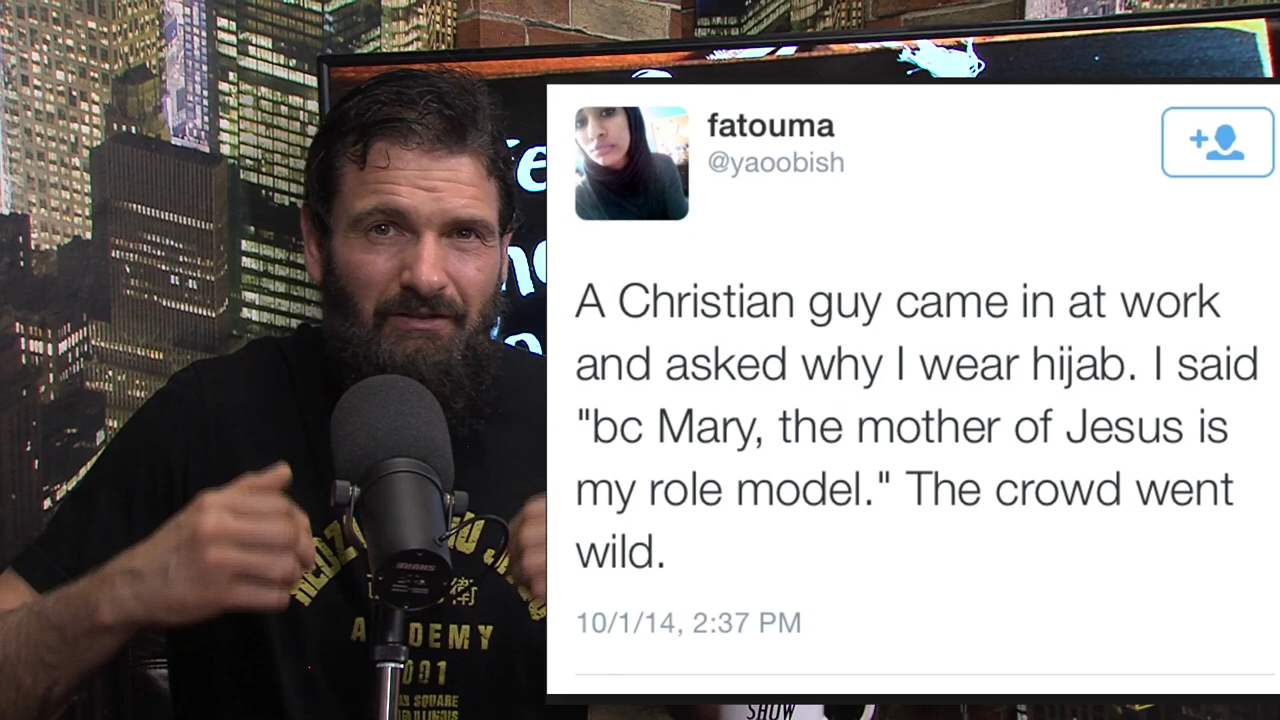 fatouma
@yaoobish
A Christian guy came in at work
and asked why I wear hijab. I said
"bc Mary, the mother of Jesus is
my role model." The crowd went
wild.
10/1/14, 2:37 PM
2001
SHOW